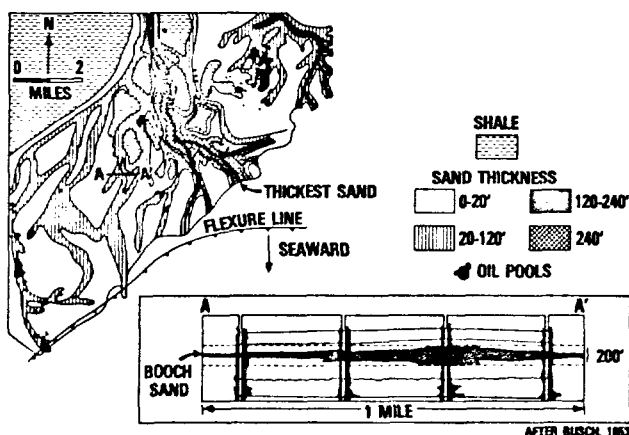 N
0 2
MILES
A A'
THICKEST SAND
FLEXURE LINE
SEAWARD
SHALE
SAND THICKNESS
0-20' 120-240'
20-120' 240'
OIL POOLS
A A'
BOOCH
SAND
200'
1 MILE
AFTER BUSCH,